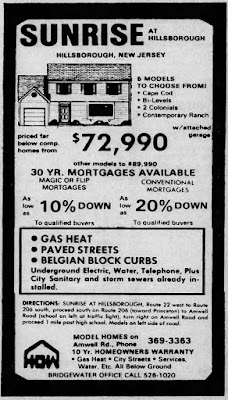 SUNRISE AT
HILLSBOROUGH
HILLSBOROUGH, NEW JERSEY
6 MODELS
TO CHOOSE FROM!
• Cape Cod
• Bi-Levels
• 2 Colonials
• Contemporary Ranch
w/attached
garage
priced far
below comp.
homes from
$72,990
other models to $89,990
30 YR. MORTGAGES AVAILABLE
MAGIC OR FLIP
MORTGAGES
CONVENTIONAL
MORTGAGES
As
low
as
10% DOWN
As
low
as
20% DOWN
To qualified buyers
To qualified buyers
• GAS HEAT
• PAVED STREETS
• BELGIAN BLOCK CURBS
Underground Electric, Water, Telephone, Plus
City Sanitary and storm sewers already in-
stalled.
DIRECTIONS: SUNRISE AT HILLSBOROUGH, Route 22 west to Route
206 south, proceed south on Route 206 (toward Princeton) to Amwell
Road (school on left at traffic light), turn right on Amwell Road and
proceed 1 mile past high school. Models on left side of road.
MODEL HOMES on
Amwell Rd., Phone 369-3363
10 Yr. HOMEOWNERS WARRANTY
• Gas Heat • City Streets • Services,
Water, Etc. All Below Ground
BRIDGEWATER OFFICE CALL 526-1020
HOW